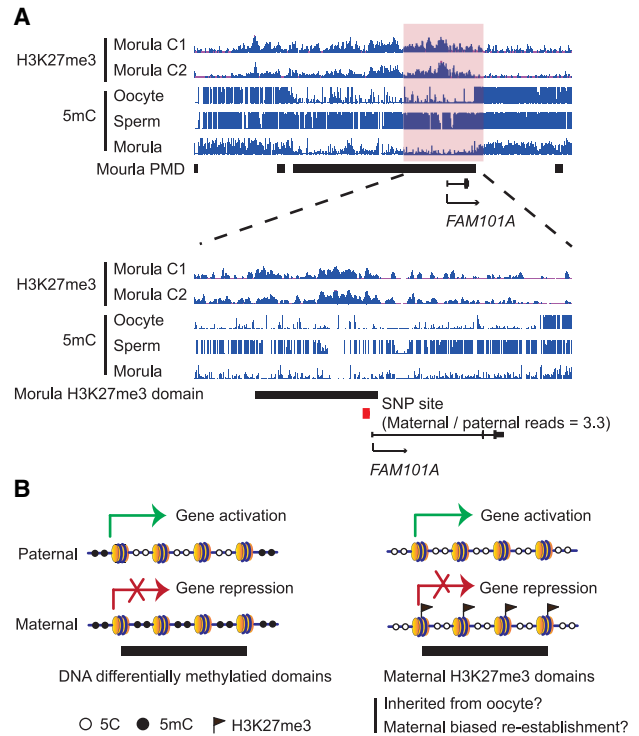 A
H3K27me3
Morula C1
Morula C2
5mC
Oocyte
Sperm
Morula
Mourla PMD
FAM101A
H3K27me3
Morula C1
Morula C2
5mC
Oocyte
Sperm
Morula
Morula H3K27me3 domain
SNP site
(Maternal / paternal reads = 3.3)
FAM101A
B
Gene activation
Paternal
Gene repression
Maternal
DNA differentially methylatied domains
Gene activation
Gene repression
Maternal H3K27me3 domains
Inherited from oocyte?
Maternal biased re-establishment?
5C
5mC
H3K27me3